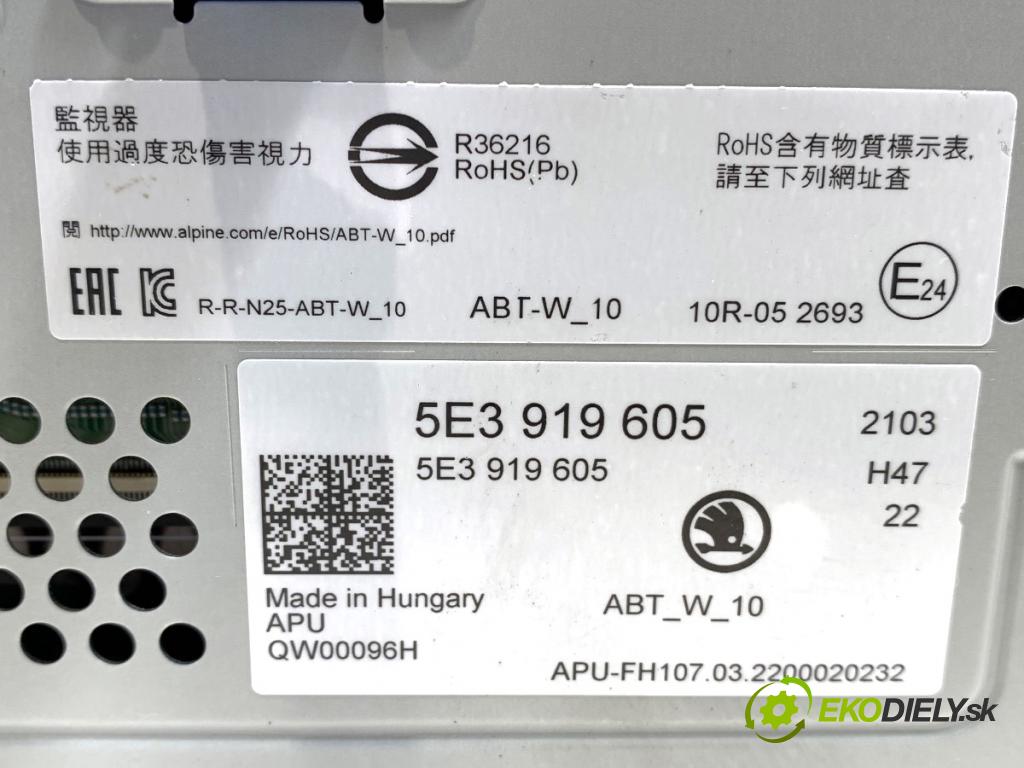 監視器
使用過度恐傷害視力
R36216
RoHS(Pb)
RoHS含有物質標示表,
請至下列網址查
閱 http://www.alpine.com/e/RoHS/ABT-W_10.pdf
EAC KC R-R-N25-ABT-W_10 ABT-W_10 10R-05 2693 E24
5E3 919 605 2103
5E3 919 605 H47
22
Made in Hungary
APU
ABT_W_10
QW00096H
APU-FH107.03.2200020232
EKODIELY.sk